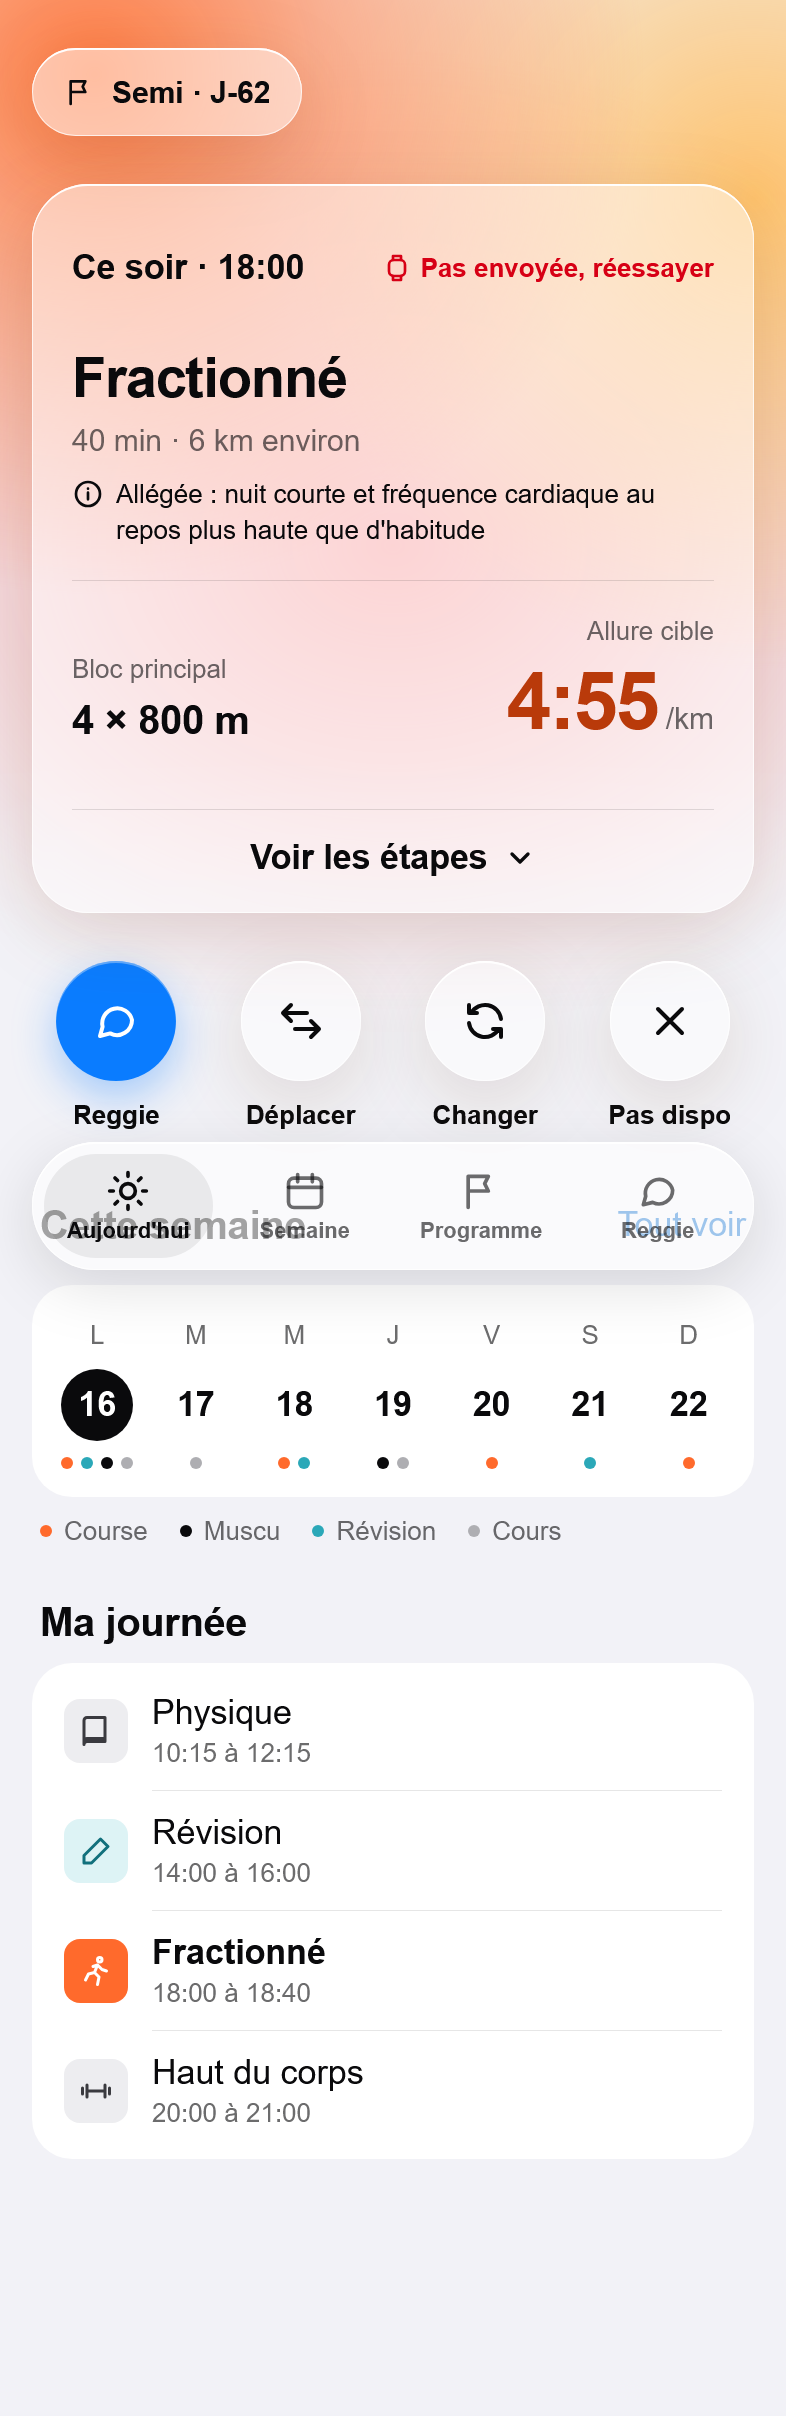 Semi · J-62
Ce soir · 18:00
Pas envoyée, réessayer
Fractionné
40 min · 6 km environ
Allégée : nuit courte et fréquence cardiaque au
repos plus haute que d'habitude
Allure cible
Bloc principal
4:55 /km
4 × 800 m
Voir les étapes
Reggie Déplacer Changer Pas dispo
Cette semaine Tout voir
Aujourd'hui Semaine Programme Reggie
L M M J V S D
16 17 18 19 20 21 22
Course Muscu Révision Cours
Ma journée
Physique
10:15 à 12:15
Révision
14:00 à 16:00
Fractionné
18:00 à 18:40
Haut du corps
20:00 à 21:00